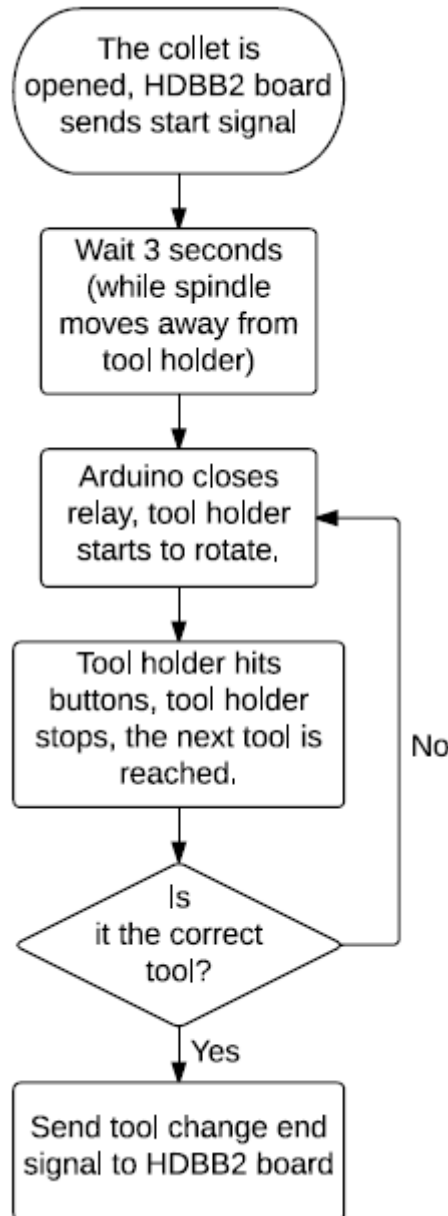 The collet is
opened, HDBB2 board
sends start signal
Wait 3 seconds
(while spindle
moves away from
tool holder)
Arduino closes
relay, tool holder
starts to rotate.
Tool holder hits
buttons, tool holder
stops, the next tool is
reached.
No
Is
it the correct
tool?
Yes
Send tool change end
signal to HDBB2 board